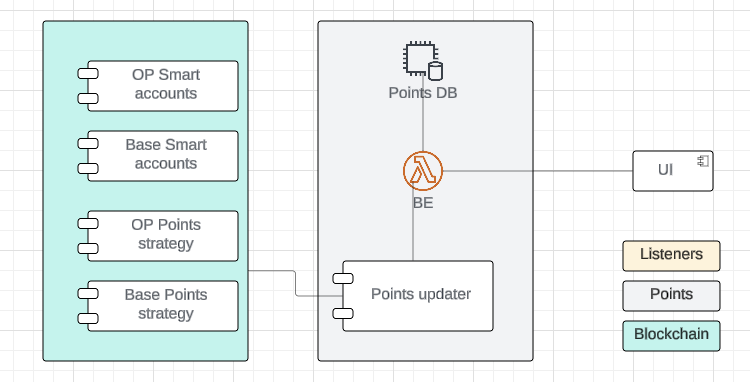 OP Smart
accounts
Base Smart
accounts
OP Points
strategy
Base Points
strategy
Points DB
BE
Points updater
UI
Listeners
Points
Blockchain